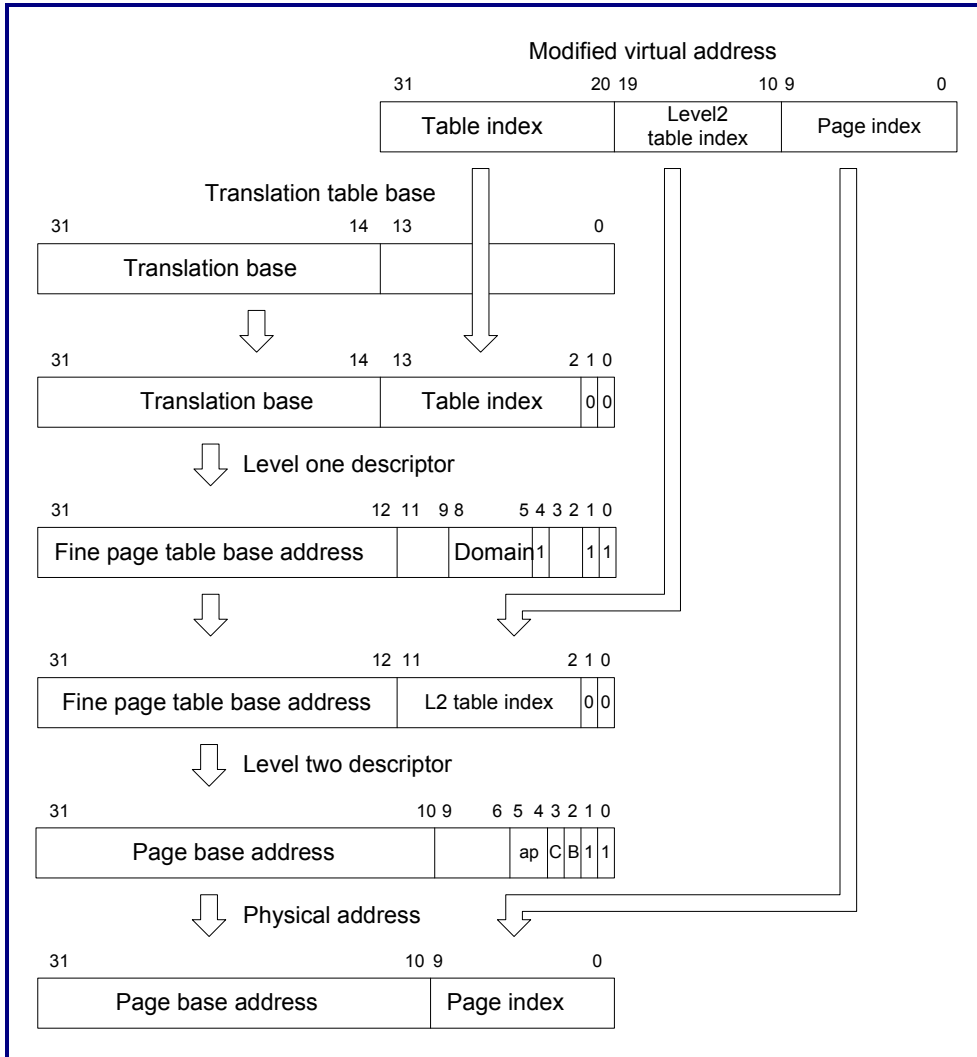 Modified virtual address
31 20 19 10 9 0
Table index Level2 table index Page index
Translation table base
31 14 13 0
Translation base
31 14 13 2 1 0
Translation base Table index 0 0
Level one descriptor
31 12 11 9 8 5 4 3 2 1 0
Fine page table base address Domain 1 1 1
31 12 11 2 1 0
Fine page table base address L2 table index 0 0
Level two descriptor
31 10 9 6 5 4 3 2 1 0
Page base address ap C B 1 1
Physical address
31 10 9 0
Page base address Page index